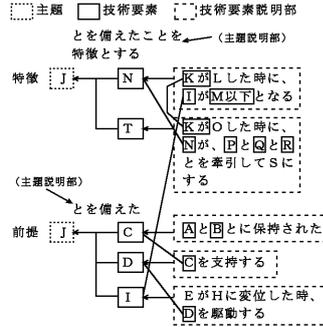 主題 技術要素 技術要素説明部
とを備えたことを
特徴とする
(主題説明部)
特徴 J N KがLした時に、
IがM以下となる
T KがOした時に、
Nが、PとQとR
とを牽引してSに
する
(主題説明部)
とを備えた
前提 J C AとBとに保持された
D Cを支持する
I EがHに変位した時、
Dを駆動する